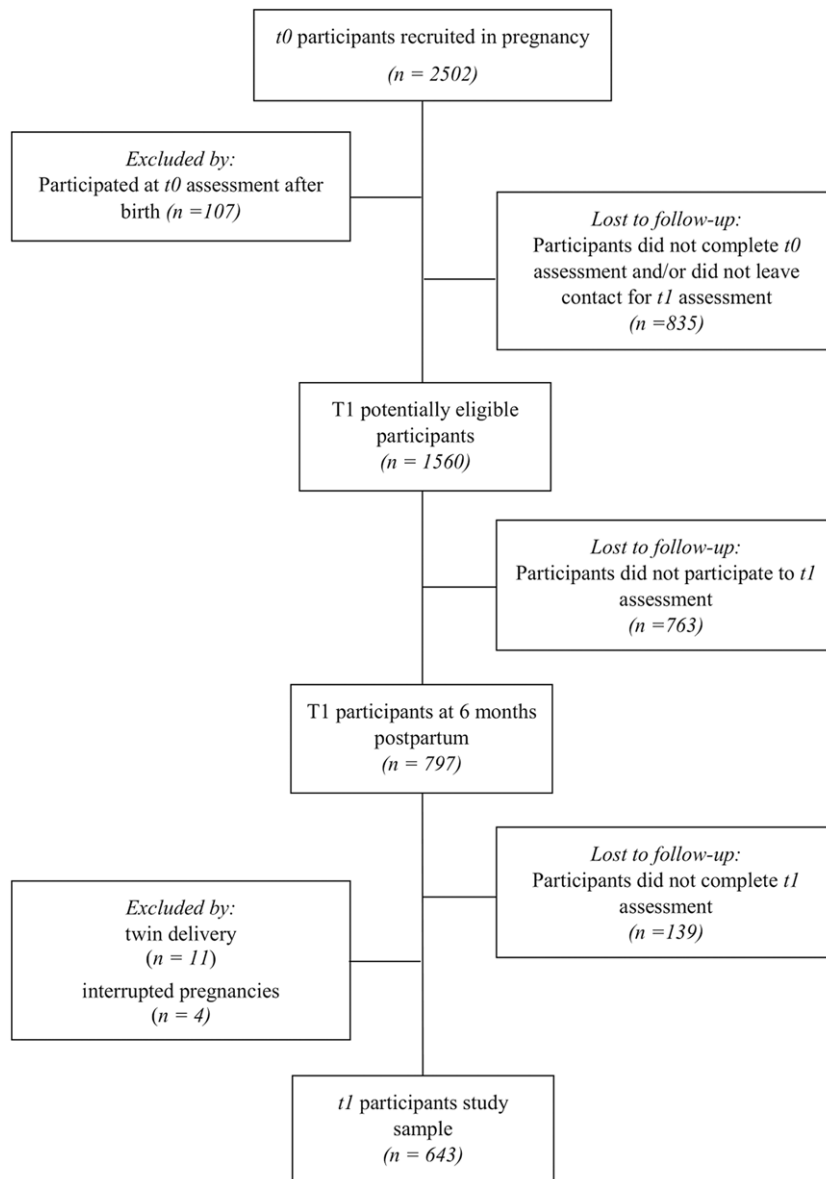 t0 participants recruited in pregnancy
(n = 2502)
Excluded by:
Participated at t0 assessment after
birth (n =107)
Lost to follow-up:
Participants did not complete t0
assessment and/or did not leave
contact for t1 assessment
(n =835)
T1 potentially eligible
participants
(n = 1560)
Lost to follow-up:
Participants did not participate to t1
assessment
(n =763)
T1 participants at 6 months
postpartum
(n = 797)
Lost to follow-up:
Participants did not complete t1
assessment
(n =139)
Excluded by:
twin delivery
(n = 11)
interrupted pregnancies
(n = 4)
t1 participants study
sample
(n = 643)